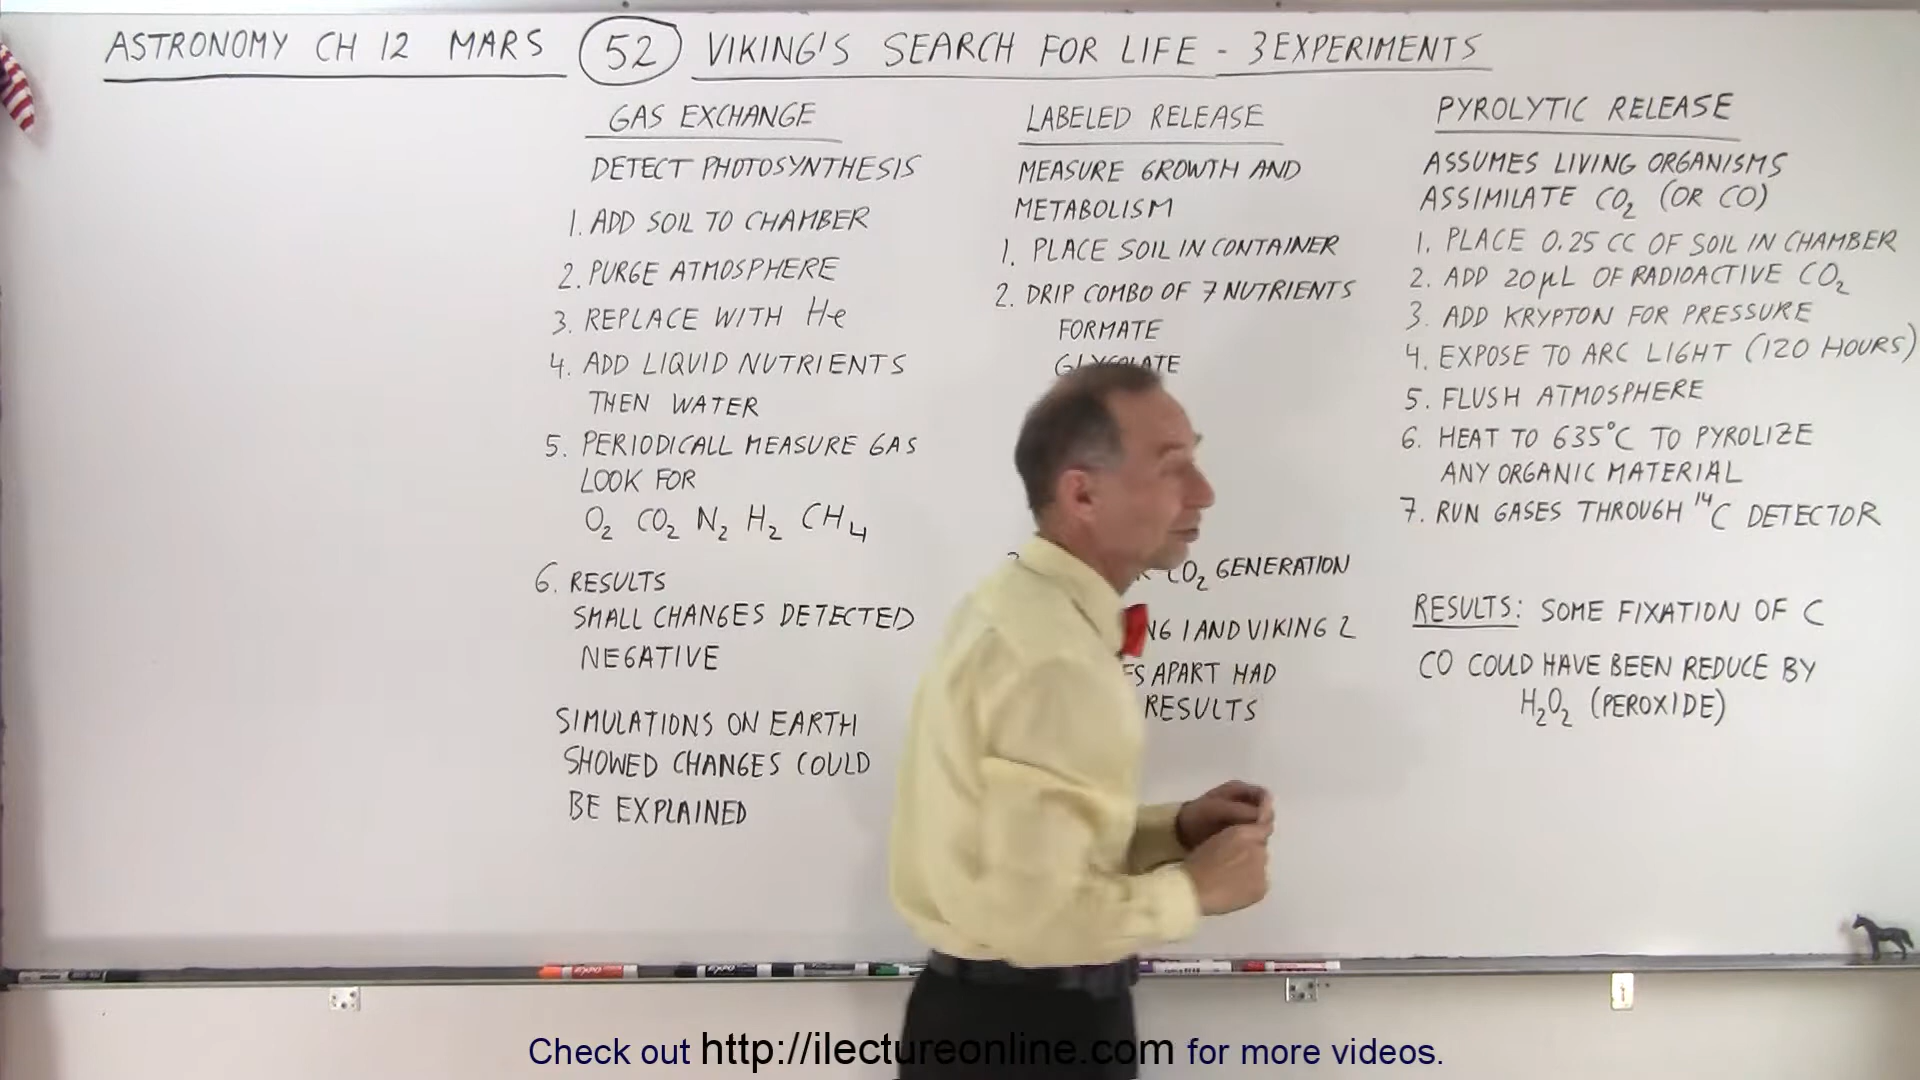 ASTRONOMY CH 12 MARS 52 VIKING'S SEARCH FOR LIFE - 3 EXPERIMENTS
GAS EXCHANGE
DETECT PHOTOSYNTHESIS
1. ADD SOIL TO CHAMBER
2. PURGE ATMOSPHERE
3. REPLACE WITH He
4. ADD LIQUID NUTRIENTS
THEN WATER
5. PERIODICALL MEASURE GAS
LOOK FOR
O₂ CO₂ N₂ H₂ CH₄
6. RESULTS
SMALL CHANGES DETECTED
NEGATIVE
SIMULATIONS ON EARTH
SHOWED CHANGES COULD
BE EXPLAINED
LABELED RELEASE
MEASURE GROWTH AND
METABOLISM
1. PLACE SOIL IN CONTAINER
2. DRIP COMBO OF 7 NUTRIENTS
FORMATE
GLYCOLATE
CO₂ GENERATION
1 AND VIKING 2
APART HAD
RESULTS
PYROLYTIC RELEASE
ASSUMES LIVING ORGANISMS
ASSIMILATE CO₂ (OR CO)
1. PLACE 0.25 CC OF SOIL IN CHAMBER
2. ADD 20 μL OF RADIOACTIVE CO₂
3. ADD KRYPTON FOR PRESSURE
4. EXPOSE TO ARC LIGHT (120 HOURS)
5. FLUSH ATMOSPHERE
6. HEAT TO 635°C TO PYROLIZE
ANY ORGANIC MATERIAL
7. RUN GASES THROUGH ¹⁴C DETECTOR
RESULTS: SOME FIXATION OF C
CO COULD HAVE BEEN REDUCE BY
H₂O₂ (PEROXIDE)
Check out http://ilectureonline.com for more videos.